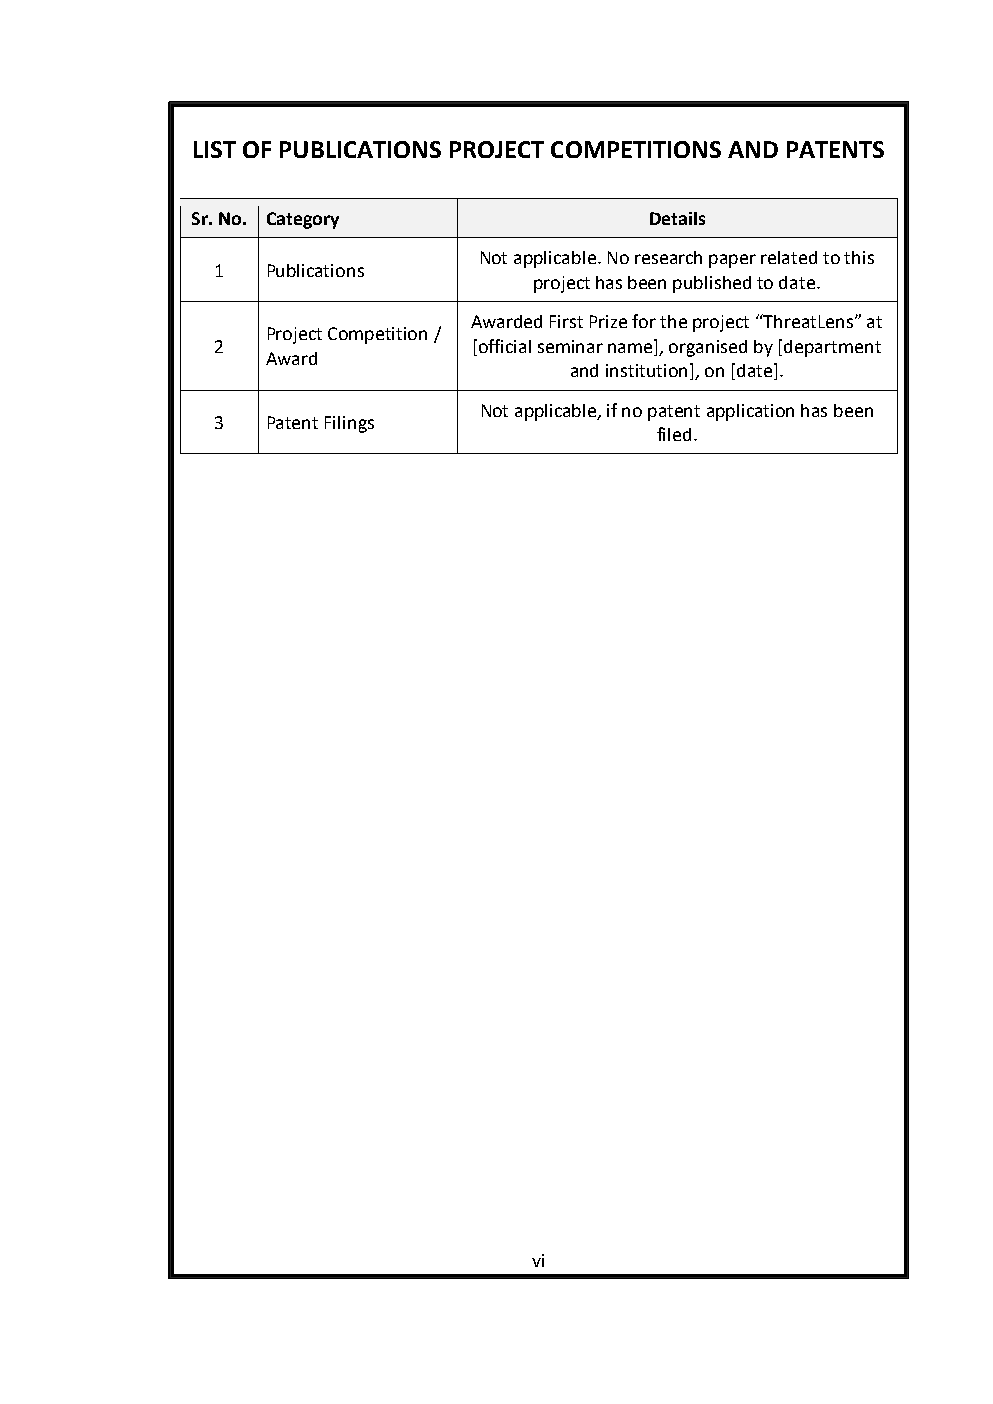 LIST OF PUBLICATIONS PROJECT COMPETITIONS AND PATENTS
Sr. No. Category Details
1 Publications Not applicable. No research paper related to this
project has been published to date.
2 Project Competition /
Award
Awarded First Prize for the project “ThreatLens” at
[official seminar name], organised by [department
and institution], on [date].
3 Patent Filings Not applicable, if no patent application has been
filed.
vi